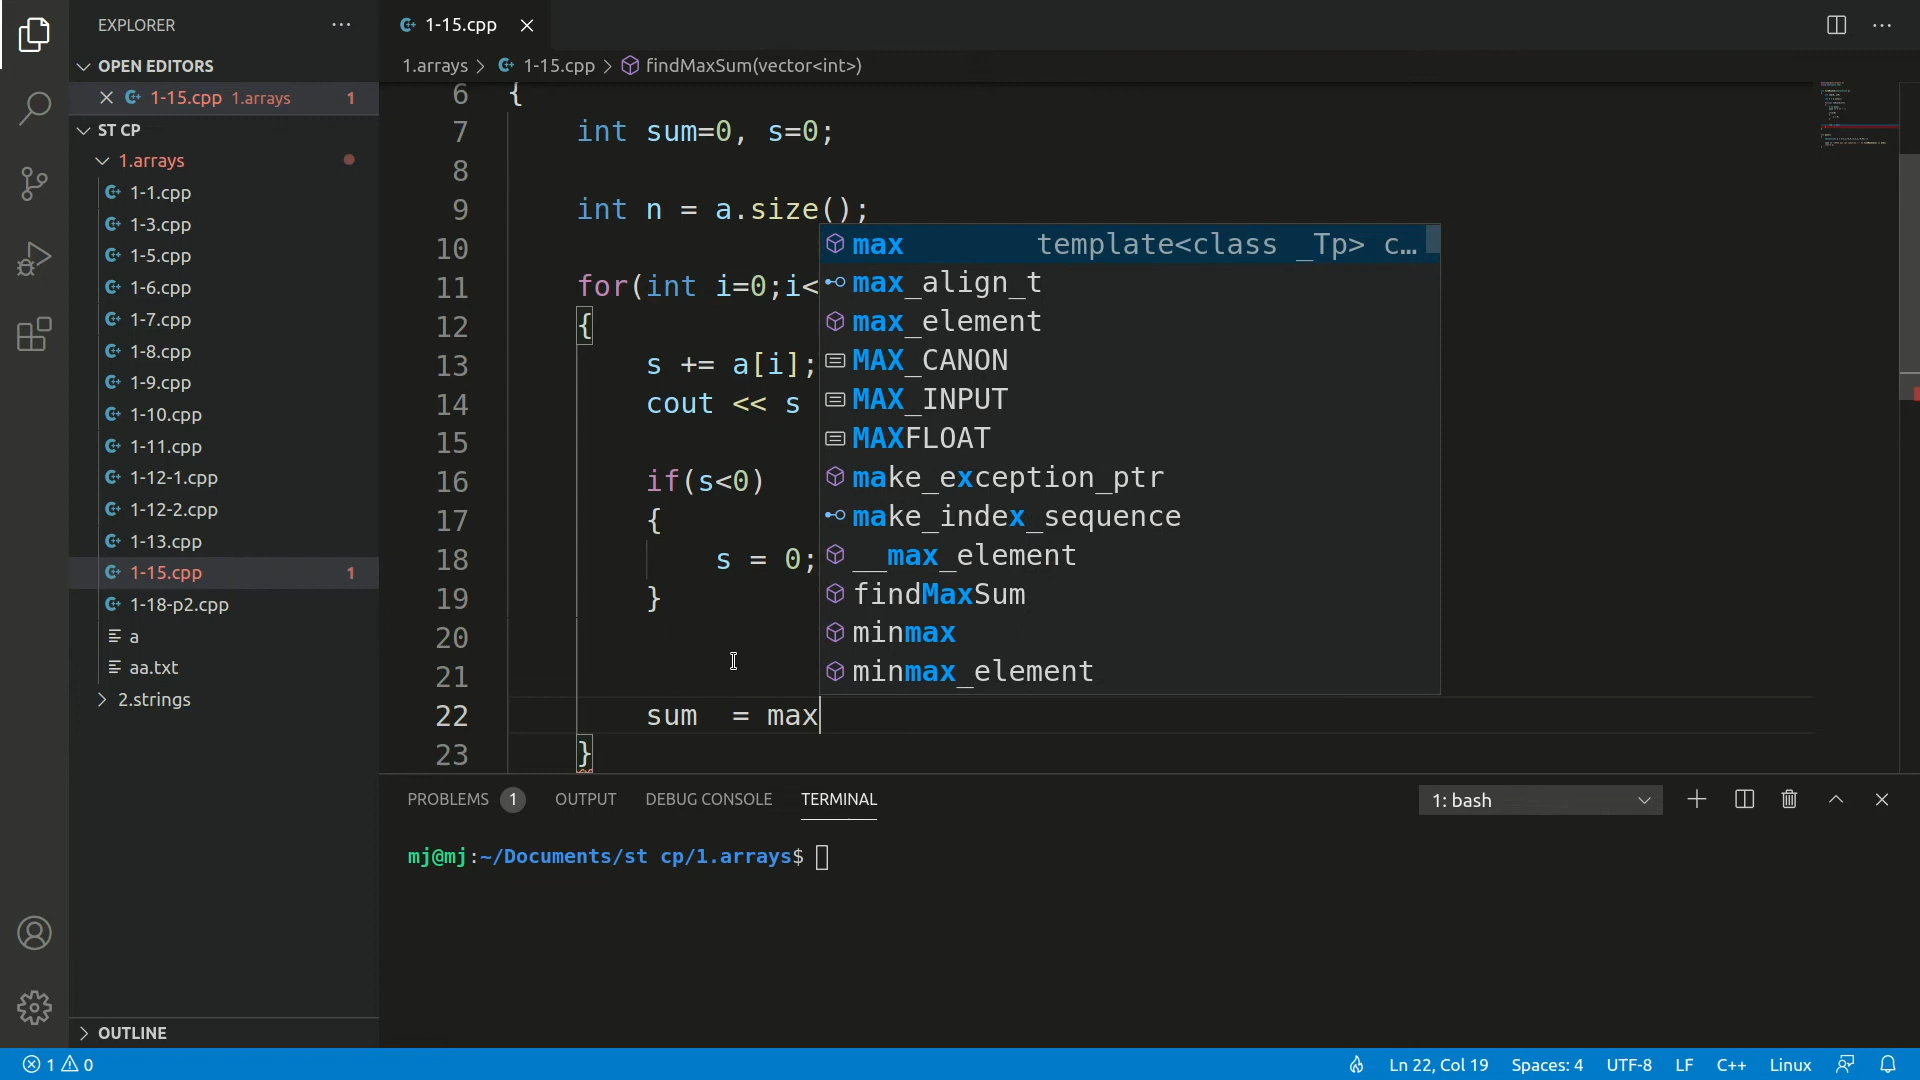 EXPLORER
OPEN EDITORS
1-15.cpp 1.arrays 1
ST CP
1.arrays
1-1.cpp
1-3.cpp
1-5.cpp
1-6.cpp
1-7.cpp
1-8.cpp
1-9.cpp
1-10.cpp
1-11.cpp
1-12-1.cpp
1-12-2.cpp
1-13.cpp
1-15.cpp 1
1-18-p2.cpp
a
aa.txt
2.strings
OUTLINE
1-15.cpp
1.arrays > 1-15.cpp > findMaxSum(vector<int>)
6 {
7 int sum=0, s=0;
8
9 int n = a.size();
10
11 for(int i=0;i<
12 {
13 s += a[i];
14 cout << s
15
16 if(s<0)
17 {
18 s = 0;
19 }
20
21
22 sum  = max
23 }
max template<class _Tp> c…
max_align_t
max_element
MAX_CANON
MAX_INPUT
MAXFLOAT
make_exception_ptr
make_index_sequence
__max_element
findMaxSum
minmax
minmax_element
PROBLEMS 1 OUTPUT DEBUG CONSOLE TERMINAL 1: bash
mj@mj:~/Documents/st cp/1.arrays$
1 0 Ln 22, Col 19 Spaces: 4 UTF-8 LF C++ Linux